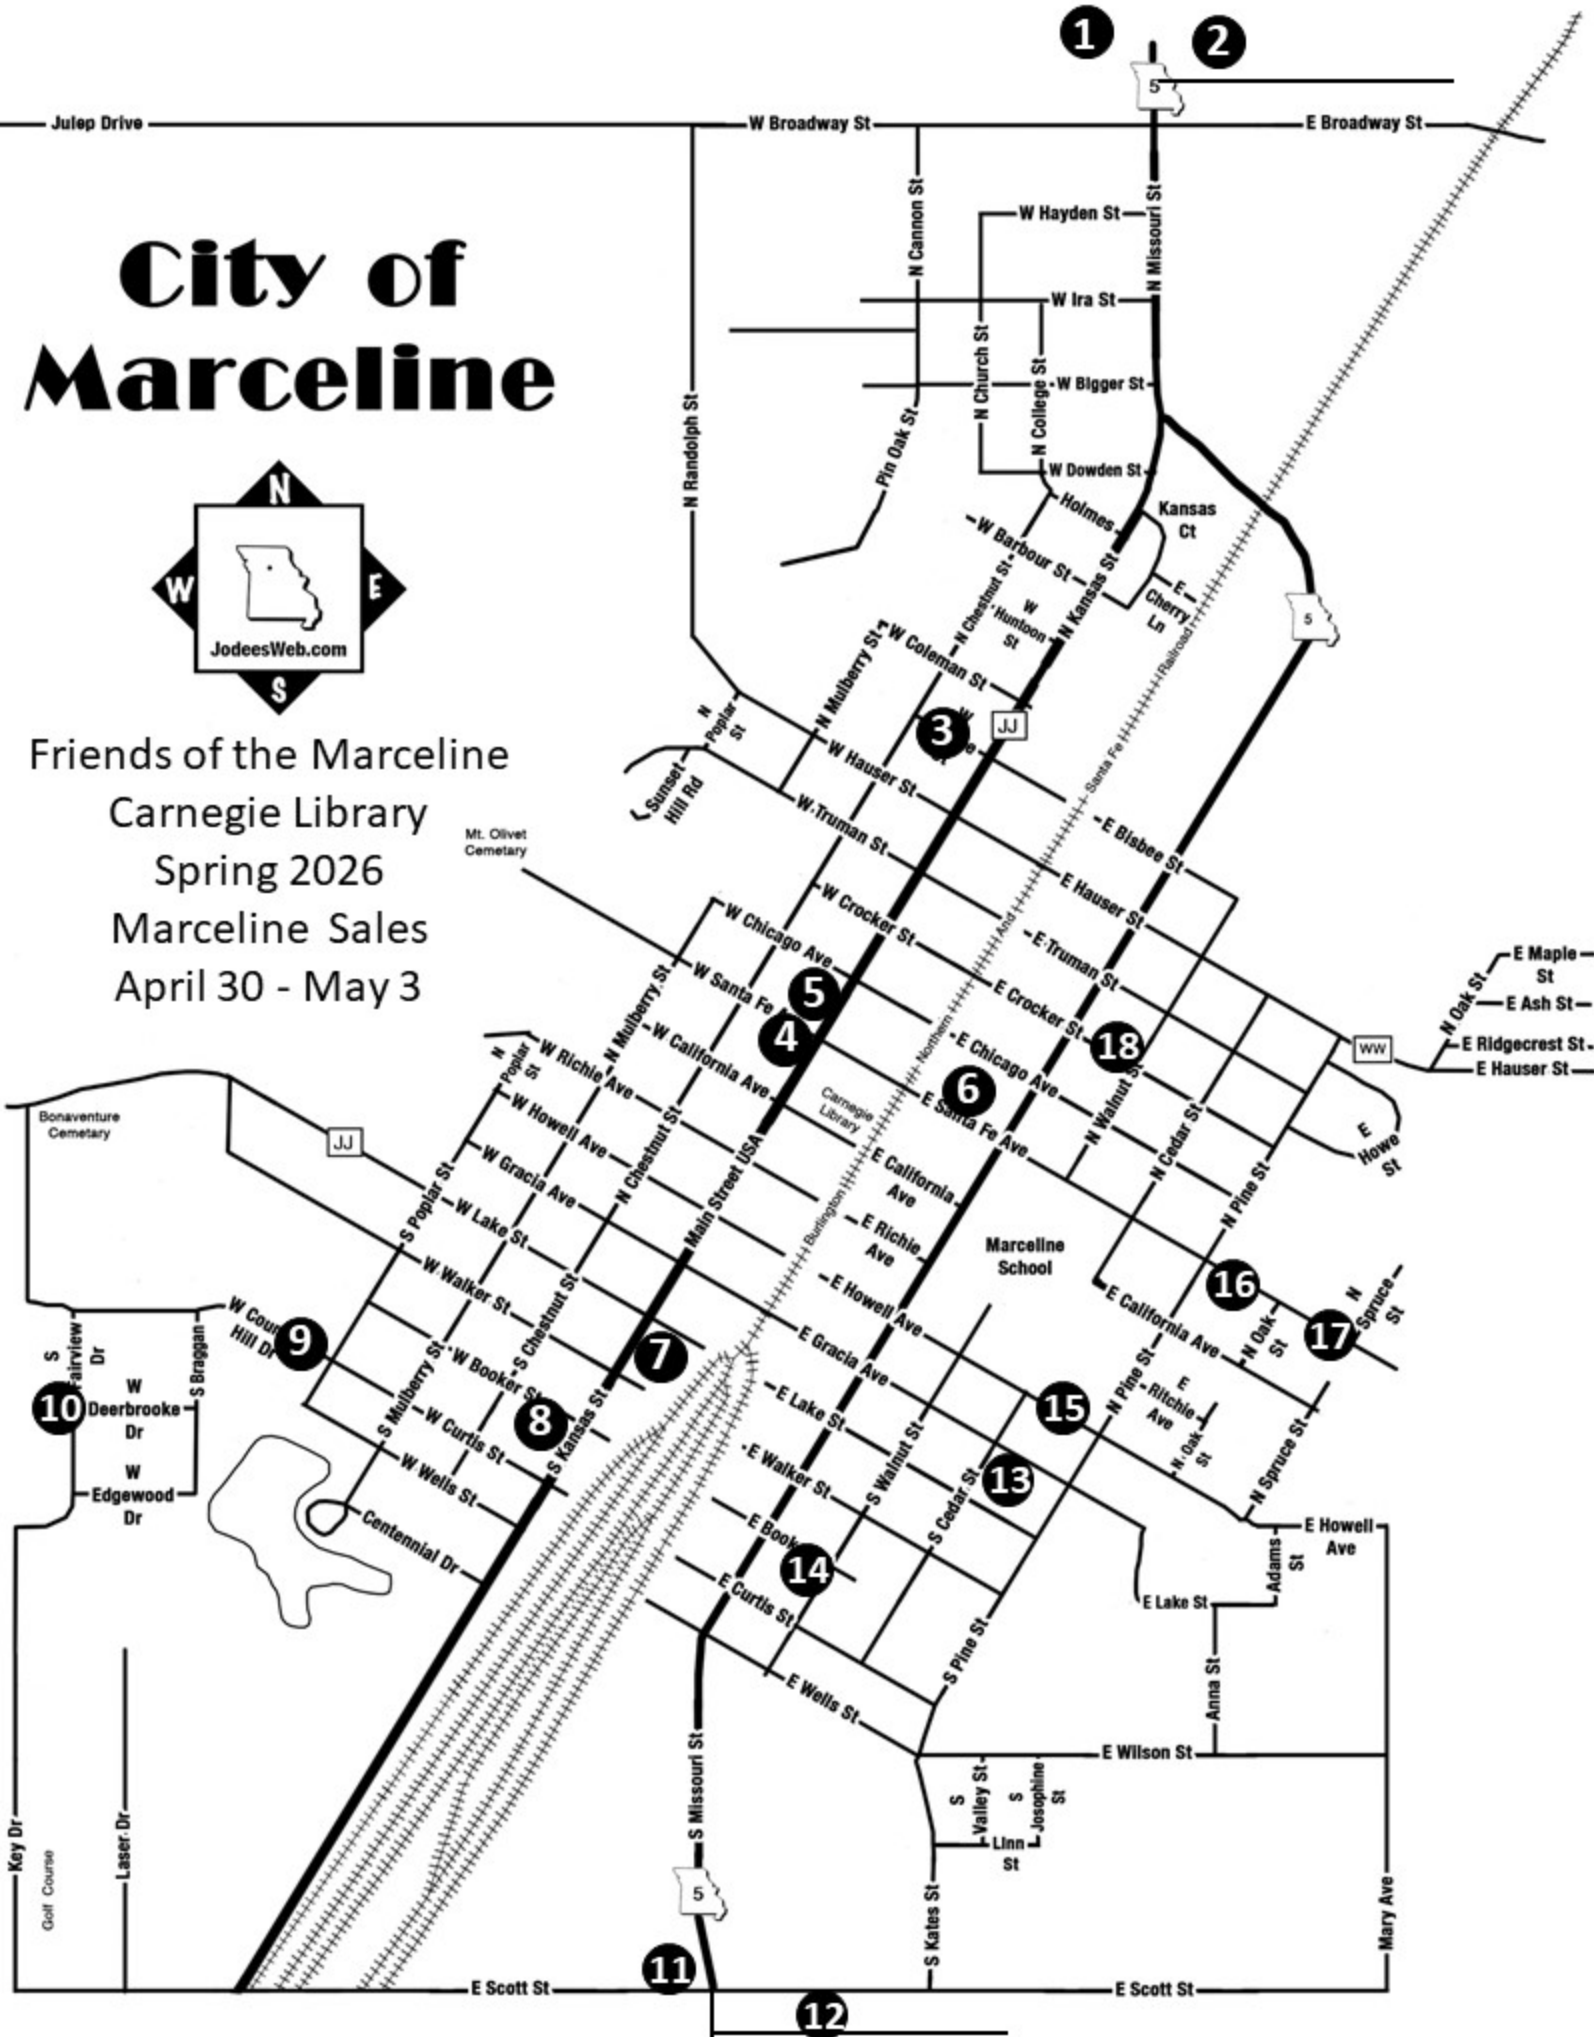 1
2
5
Julep Drive
W Broadway St
E Broadway St
N Cannon St
W Hayden St
N Missouri St
City of
Marceline
W Ira St
N Church St
N College St
W Bigger St
N Randolph St
Pin Oak St
W Dowden St
Holmes
Kansas
Ct
N
W
E
S
JodeesWeb.com
W Barbour St
N Chestnut St
W
Huntoon
St
N Kansas St
E
Cherry
Ln
5
N Mulberry St
W Coleman St
3
JJ
N
Poplar
St
Sunset
Hill Rd
W Hauser St
W Truman St
Burlington Northern And Santa Fe Railroad
Friends of the Marceline
Carnegie Library
Spring 2026
Marceline Sales
April 30 - May 3
Mt. Olivet
Cemetary
E Bisbee St
E Hauser St
W Crocker St
W Chicago Ave
E Truman St
E Maple
St
N Oak St
E Ash St
E Ridgecrest St
E Hauser St
WW
W Santa Fe
5
4
E Crocker St
18
N Mulberry St
W California Ave
E Chicago Ave
6
E Santa Fe Ave
N Walnut St
N Cedar St
E
Howe
St
N
Poplar
St
W Richie Ave
Carnegie
Library
Bonaventure
Cemetary
JJ
W Howell Ave
N Chestnut St
Main Street USA
E California
Ave
N Pine St
W Gracia Ave
S Poplar St
W Lake St
E Richie
Ave
Marceline
School
W Walker St
S Chestnut St
E Howell Ave
E California Ave
16
N
Spruce
St
17
N Oak
St
W
Hill Dr
9
S
Fairview
Dr
S Braggan
7
E Gracia Ave
10
W
Deerbrooke
Dr
S Mulberry St
W Booker St
8
S Kansas St
E Lake St
15
N Pine St
E
Ritchie
Ave
N. Oak
St
W Curtis St
W
Edgewood
Dr
W Wells St
E Walker St
S Walnut St
S Cedar St
13
N Spruce St
Centennial Dr
E
14
E Curtis St
E Howell
Ave
Adams
St
E Lake St
S Pine St
E Wells St
Anna St
S Missouri St
E Wilson St
S
Valley St
S
Josophine
St
Linn
St
Key Dr
Golf Course
Laser Dr
5
S Kates St
Mary Ave
11
E Scott St
E Scott St
12